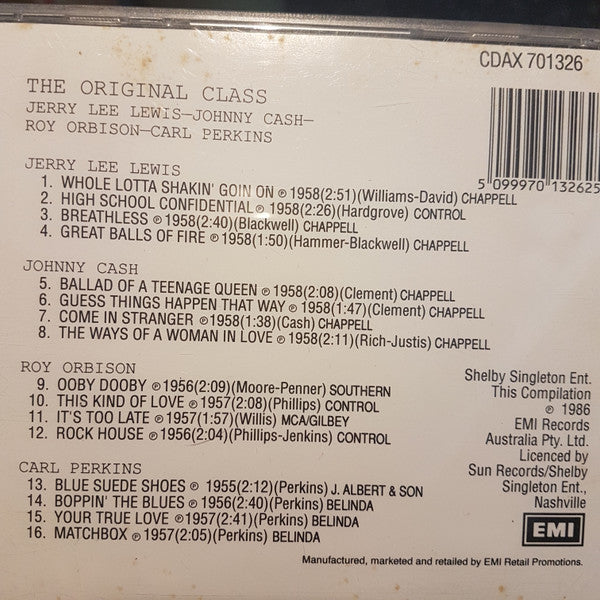 CDAX 701326
THE ORIGINAL CLASS
JERRY LEE LEWIS—JOHNNY CASH—
ROY ORBISON—CARL PERKINS
5 099970 132625
JERRY LEE LEWIS
1. WHOLE LOTTA SHAKIN' GOIN ON ℗ 1958(2:51)(Williams-David) CHAPPELL
2. HIGH SCHOOL CONFIDENTIAL ℗ 1958(2:26)(Hardgrove) CONTROL
3. BREATHLESS ℗ 1958(2:40)(Blackwell) CHAPPELL
4. GREAT BALLS OF FIRE ℗ 1958(1:50)(Hammer-Blackwell) CHAPPELL
JOHNNY CASH
5. BALLAD OF A TEENAGE QUEEN ℗ 1958(2:08)(Clement) CHAPPELL
6. GUESS THINGS HAPPEN THAT WAY ℗ 1958(1:47)(Clement) CHAPPELL
7. COME IN STRANGER ℗ 1958(1:38)(Cash) CHAPPELL
8. THE WAYS OF A WOMAN IN LOVE ℗ 1958(2:11)(Rich-Justis) CHAPPELL
ROY ORBISON
9. OOBY DOOBY ℗ 1956(2:09)(Moore-Penner) SOUTHERN
10. THIS KIND OF LOVE ℗ 1957(2:08)(Phillips) CONTROL
11. IT'S TOO LATE ℗ 1957(1:57)(Willis) MCA/GILBEY
12. ROCK HOUSE ℗ 1956(2:04)(Phillips-Jenkins) CONTROL
CARL PERKINS
13. BLUE SUEDE SHOES ℗ 1955(2:12)(Perkins) J. ALBERT & SON
14. BOPPIN' THE BLUES ℗ 1956(2:40)(Perkins) BELINDA
15. YOUR TRUE LOVE ℗ 1957(2:41)(Perkins) BELINDA
16. MATCHBOX ℗ 1957(2:05)(Perkins) BELINDA
Shelby Singleton Ent.
This Compilation
℗ 1986
EMI Records
Australia Pty. Ltd.
Licenced by
Sun Records/Shelby
Singleton Ent.,
Nashville
EMI
Manufactured, marketed and retailed by EMI Retail Promotions.